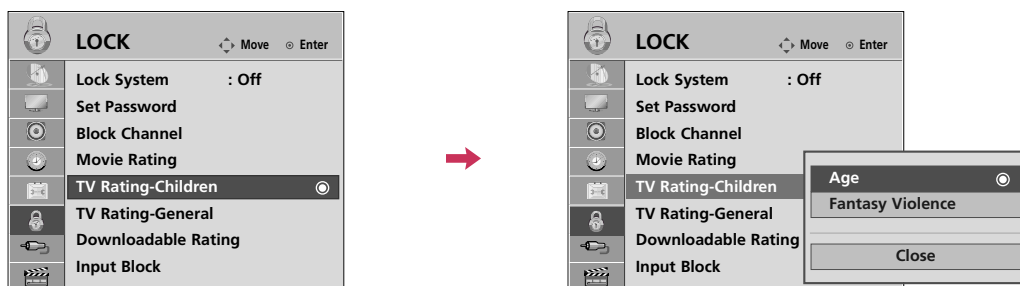 LOCK Move Enter
Lock System : Off
Set Password
Block Channel
Movie Rating
TV Rating-Children
TV Rating-General
Downloadable Rating
Input Block
LOCK Move Enter
Lock System : Off
Set Password
Block Channel
Movie Rating
TV Rating-Children
TV Rating-General
Downloadable Rating
Input Block
Age
Fantasy Violence
Close